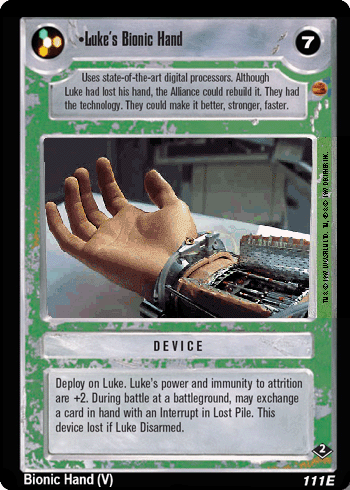 •Luke's Bionic Hand
7
Uses state-of-the-art digital processors. Although
Luke had lost his hand, the Alliance could rebuild it. They had
the technology. They could make it better, stronger, faster.
DEVICE
Deploy on Luke. Luke's power and immunity to attrition
are +2. During battle at a battleground, may exchange
a card in hand with an Interrupt in Lost Pile. This
device lost if Luke Disarmed.
2
Bionic Hand (V)
111E